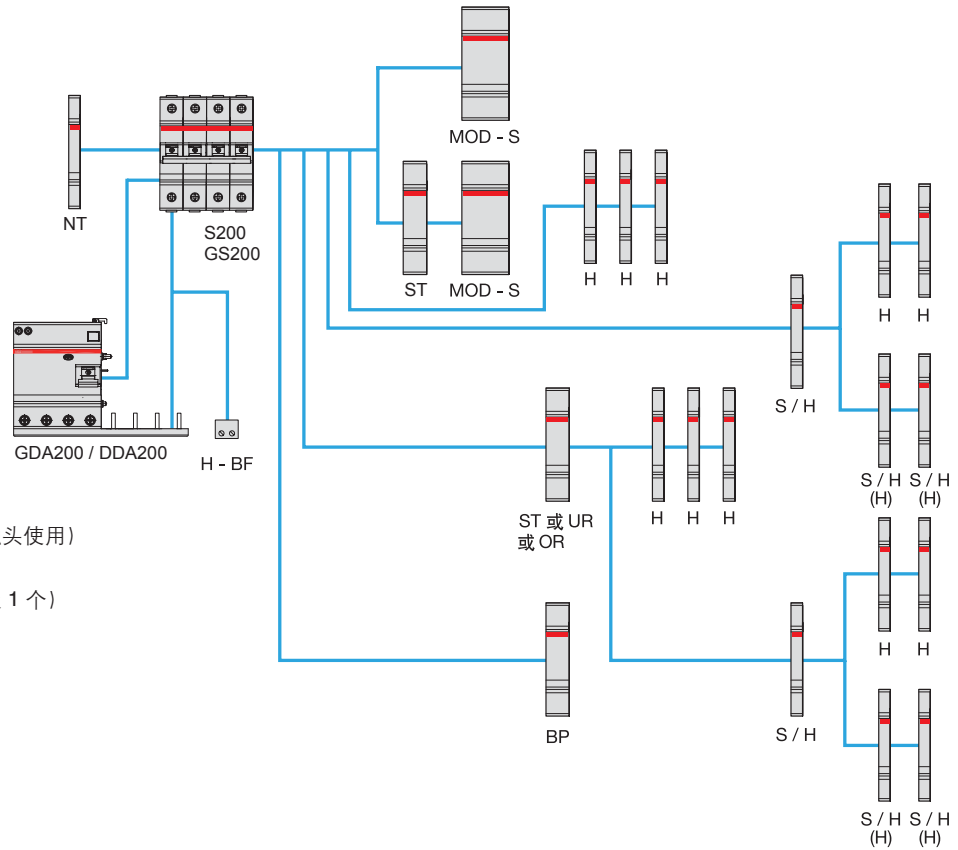 MOD - S
NT
S200
GS200
ST
MOD - S
H
H
H
H
H
S / H
GDA200 / DDA200
H - BF
S / H
(H)
S / H
(H)
头使用）
1 个）
ST 或 UR
或 OR
H
H
H
H
H
BP
S / H
S / H
(H)
S / H
(H)